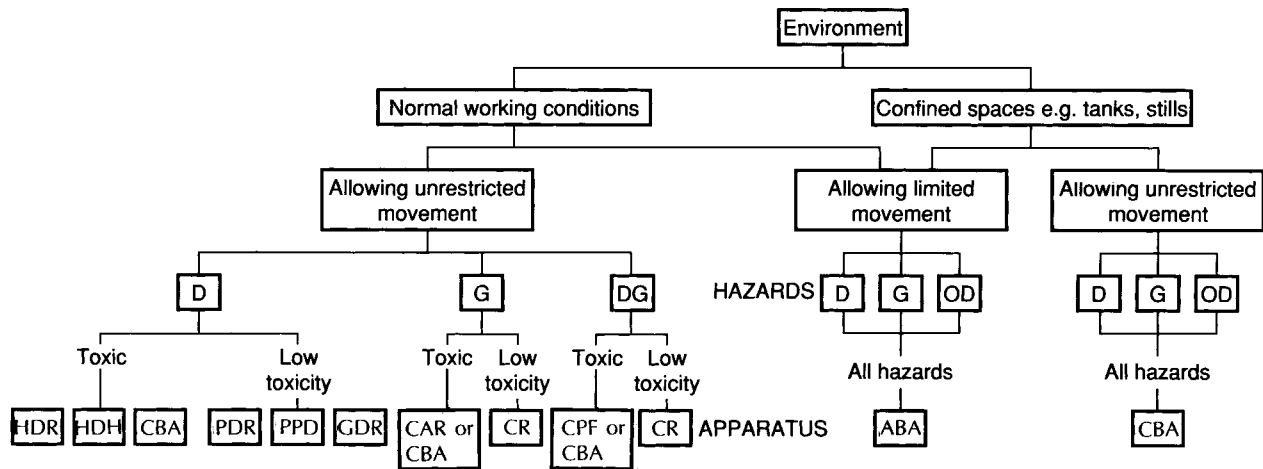 Environment
Normal working conditions
Confined spaces e.g. tanks, stills
Allowing unrestricted
movement
Allowing limited
movement
Allowing unrestricted
movement
D
G
DG
HAZARDS
D
G
OD
D
G
OD
Toxic
Low
toxicity
Toxic
Low
toxicity
Toxic
Low
toxicity
All hazards
All hazards
HDR
HDH
CBA
PDR
PPD
GDR
CAR or
CBA
CR
CPF or
CBA
CR
APPARATUS
ABA
CBA